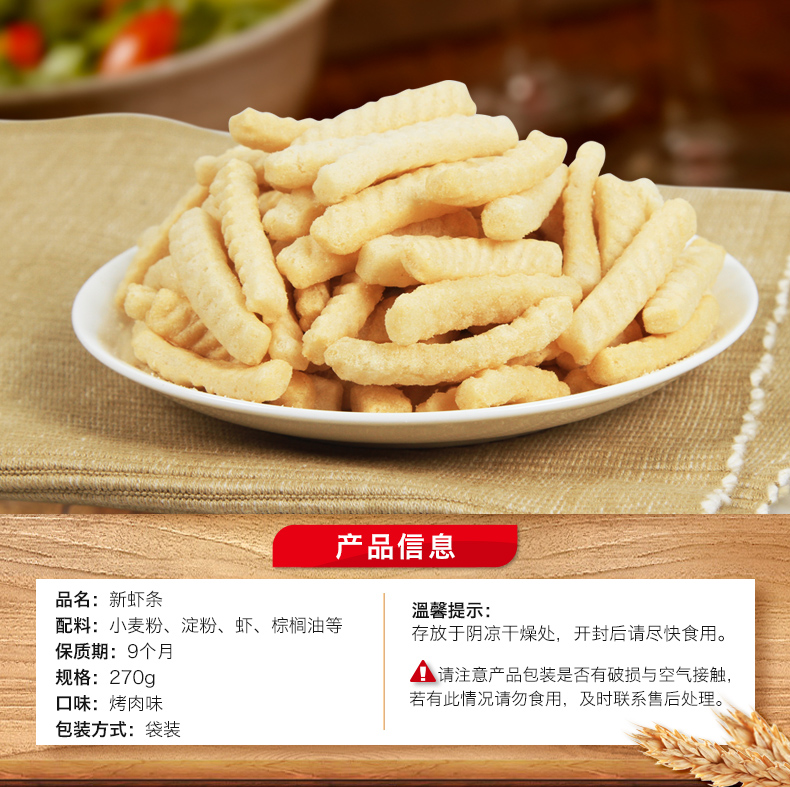 产品信息
品名：新虾条
配料：小麦粉、淀粉、虾、棕榈油等
保质期：9个月
规格：270g
口味：烤肉味
包装方式：袋装
溫馨提示：
存放于阴凉干燥处，开封后请尽快食用。
请注意产品包装是否有破损与空气接触，
若有此情况请勿食用，及时联系售后处理。